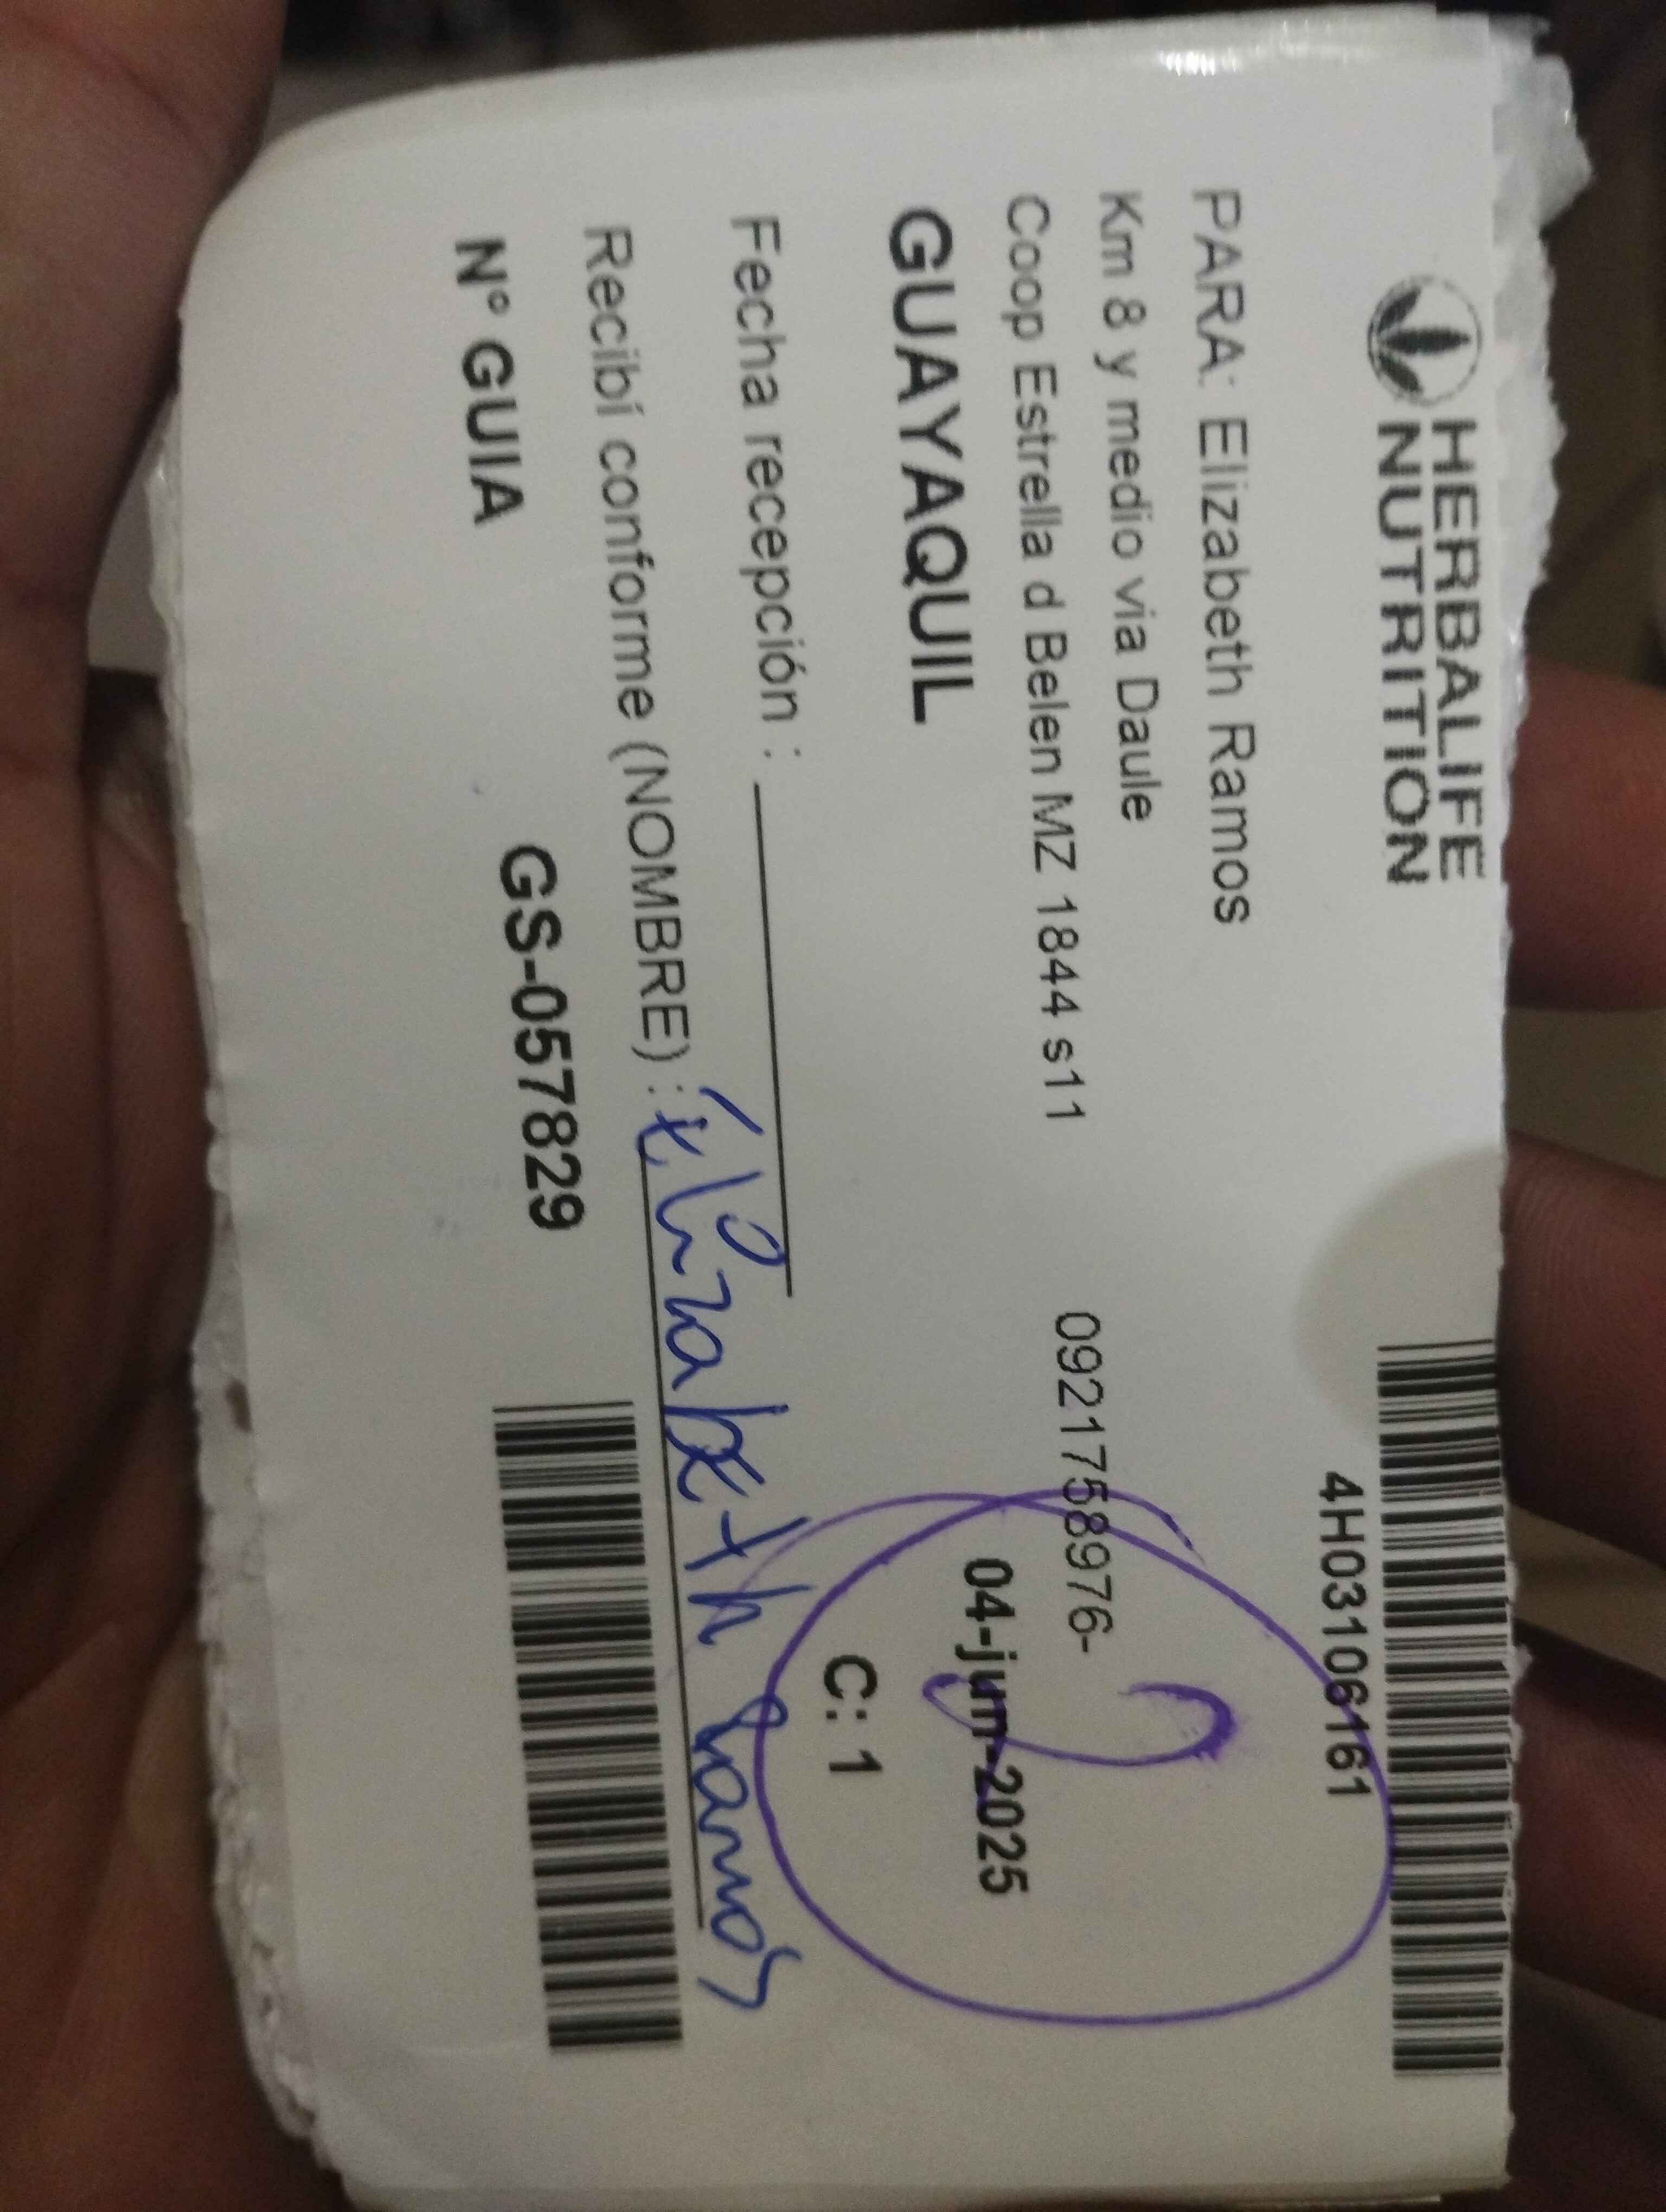 HERBALIFE
NUTRITION
4H03106161
PARA: Elizabeth Ramos
Km 8 y medio via Daule
Coop Estrella d Belen MZ 1844 s11
0921758976-
GUAYAQUIL
04-jun-2025
C: 1
Fecha recepción :
Recibí conforme (NOMBRE) : Elizabeth Ramos
N° GUIA
GS-057829